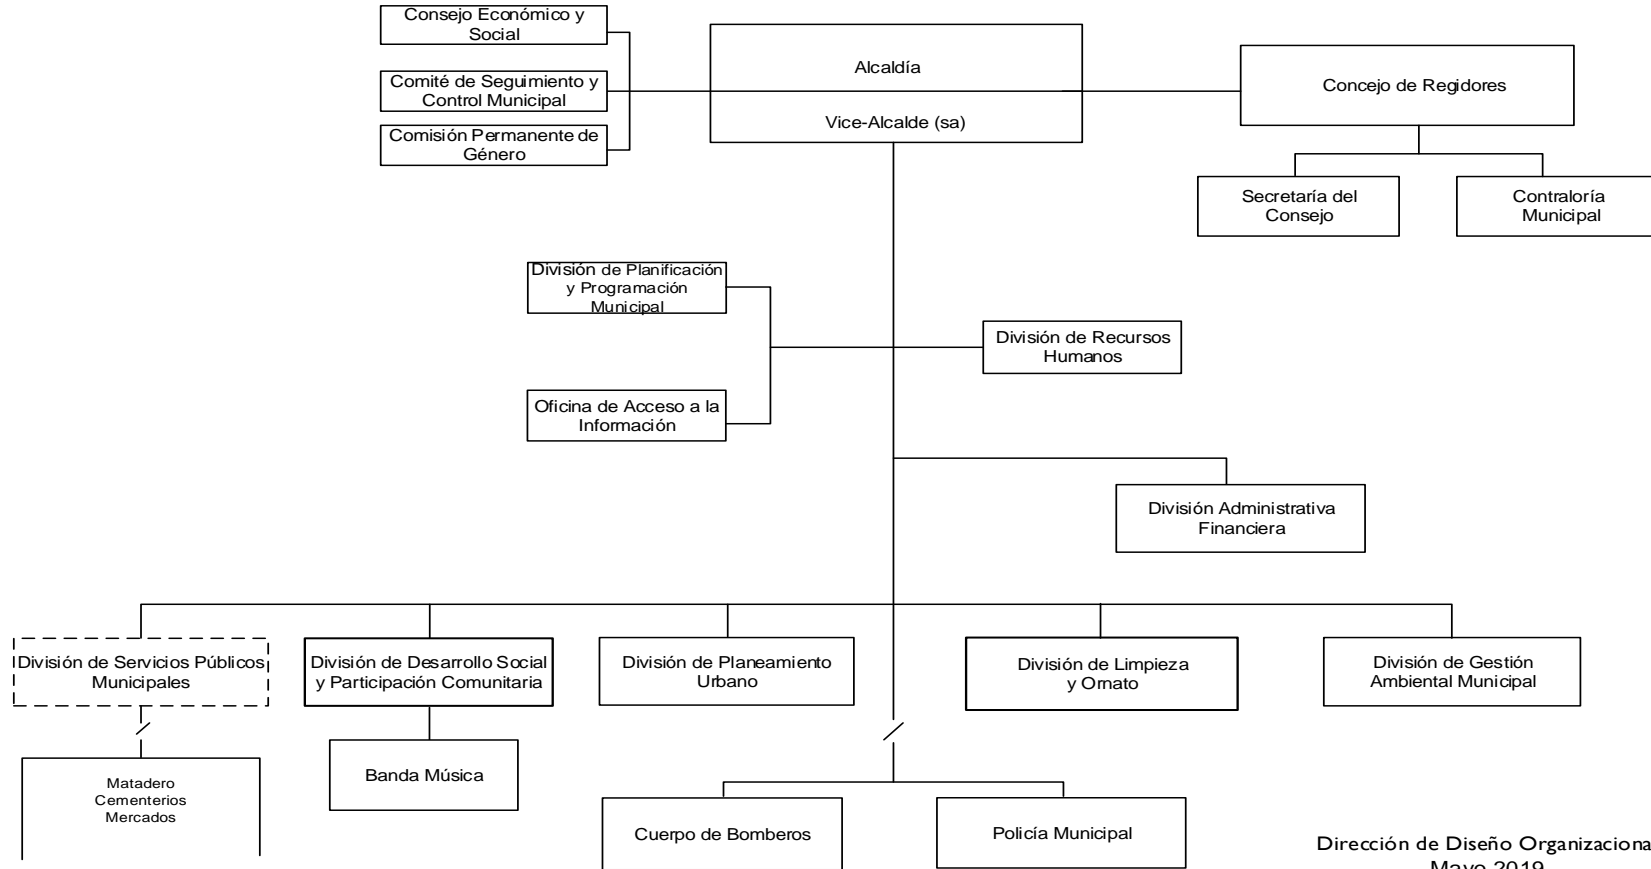 Consejo Económico y
Social
Comité de Seguimiento y
Control Municipal
Comisión Permanente de
Género
Alcaldía
Vice-Alcalde (sa)
Concejo de Regidores
Secretaría del
Consejo
Contraloría
Municipal
División de Planificación
y Programación
Municipal
División de Recursos
Humanos
Oficina de Acceso a la
Información
División Administrativa
Financiera
División de Servicios Públicos
Municipales
División de Desarrollo Social
y Participación Comunitaria
División de Planeamiento
Urbano
División de Limpieza
y Ornato
División de Gestión
Ambiental Municipal
Matadero
Cementerios
Mercados
Banda Música
Cuerpo de Bomberos
Policía Municipal
Dirección de Diseño Organizaciona
Mayo 2019